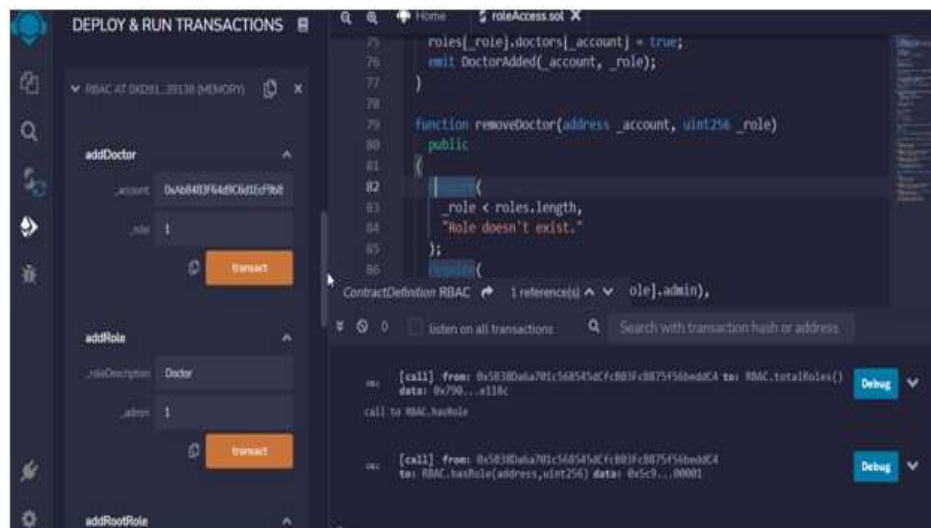 DEPLOY & RUN TRANSACTIONS
RBAC AT 0XD91...39138 (MEMORY)
addDoctor
_account: 0xAb8483F64d9C6d1EcF9b8
_role: 1
transact
addRole
_roleDescription: Doctor
_admin: 1
transact
addRootRole
Home
roleAccess.sol
75 roles[_role].doctors[_account] = true;
76 emit DoctorAdded(_account, _role);
77 }
78
79 function removeDoctor(address _account, uint256 _role)
80 public
81 {
82 require(
83 _role < roles.length,
84 "Role doesn't exist."
85 );
86 require(
ContractDefinition RBAC 1 reference(s) ole].admin),
0 listen on all transactions Search with transaction hash or address
[call] from: 0x5B38Da6a701c568545dCfcB03FcB875f56beddC4 to: RBAC.totalRoles()
data: 0x790...e118c
Debug
call to RBAC.hasRole
[call] from: 0x5B38Da6a701c568545dCfcB03FcB875f56beddC4
to: RBAC.hasRole(address,uint256) data: 0x5c9...00001
Debug